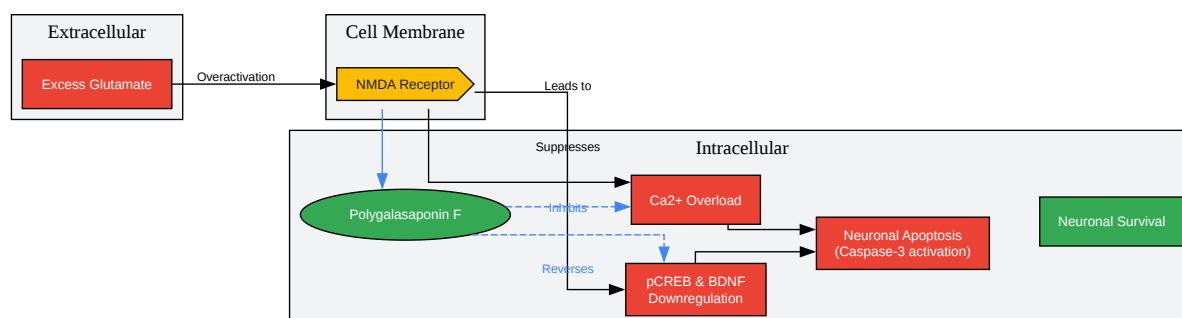 Extracellular
Cell Membrane
Excess Glutamate
Overactivation
NMDA Receptor
Leads to
Suppresses
Intracellular
Polygalasaponin F
Inhibits
Ca2+ Overload
Neuronal Survival
Neuronal Apoptosis
(Caspase-3 activation)
Reverses
pCREB & BDNF
Downregulation